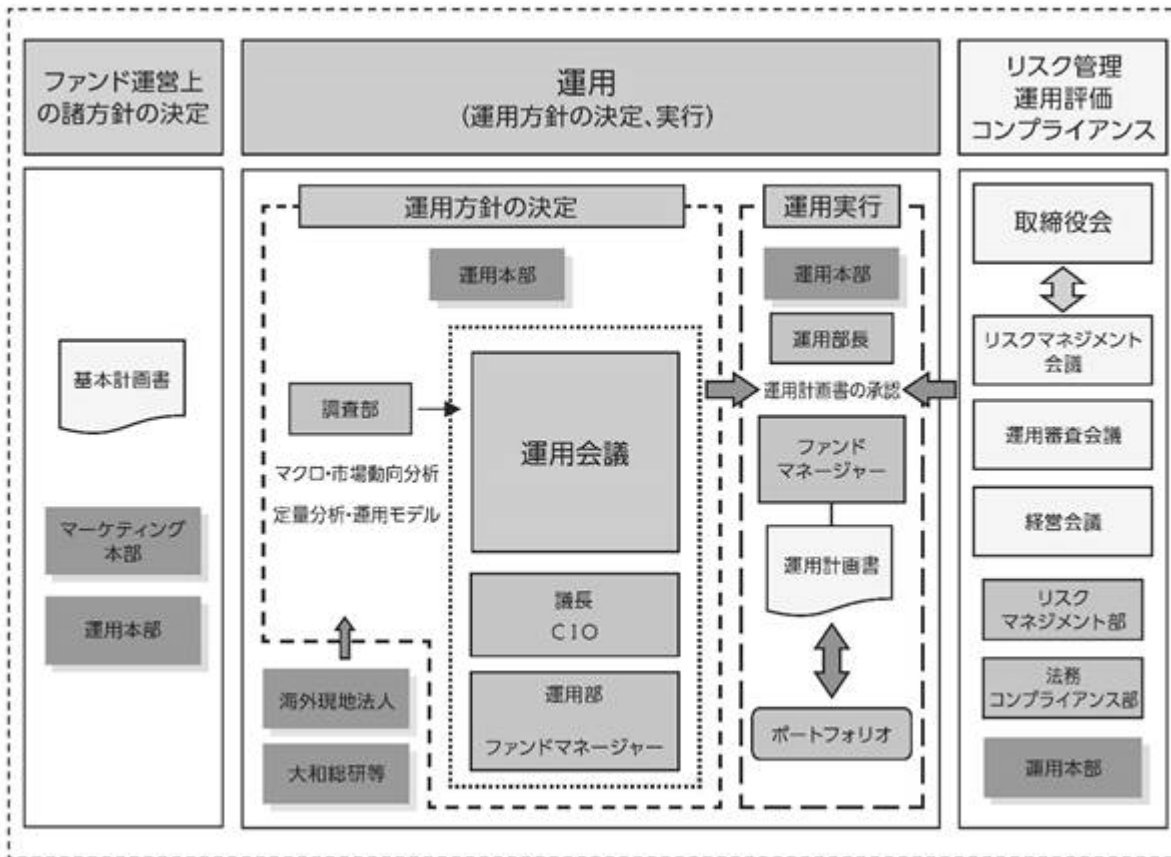 ファンド運営上
の諸方針の決定
基本計画書
マーケティング
本部
運用本部
運用
(運用方針の決定、実行)
運用方針の決定
運用本部
調査部
マクロ・市場動向分析
定量分析・運用モデル
海外現地法人
大和総研等
運用会議
議長
CIO
運用部
ファンドマネージャー
運用実行
運用本部
運用部長
運用計画書の承認
ファンド
マネージャー
運用計画書
ポートフォリオ
リスク管理
運用評価
コンプライアンス
取締役会
リスクマネジメント
会議
運用審査会議
経営会議
リスク
マネジメント部
法務
コンプライアンス部
運用本部